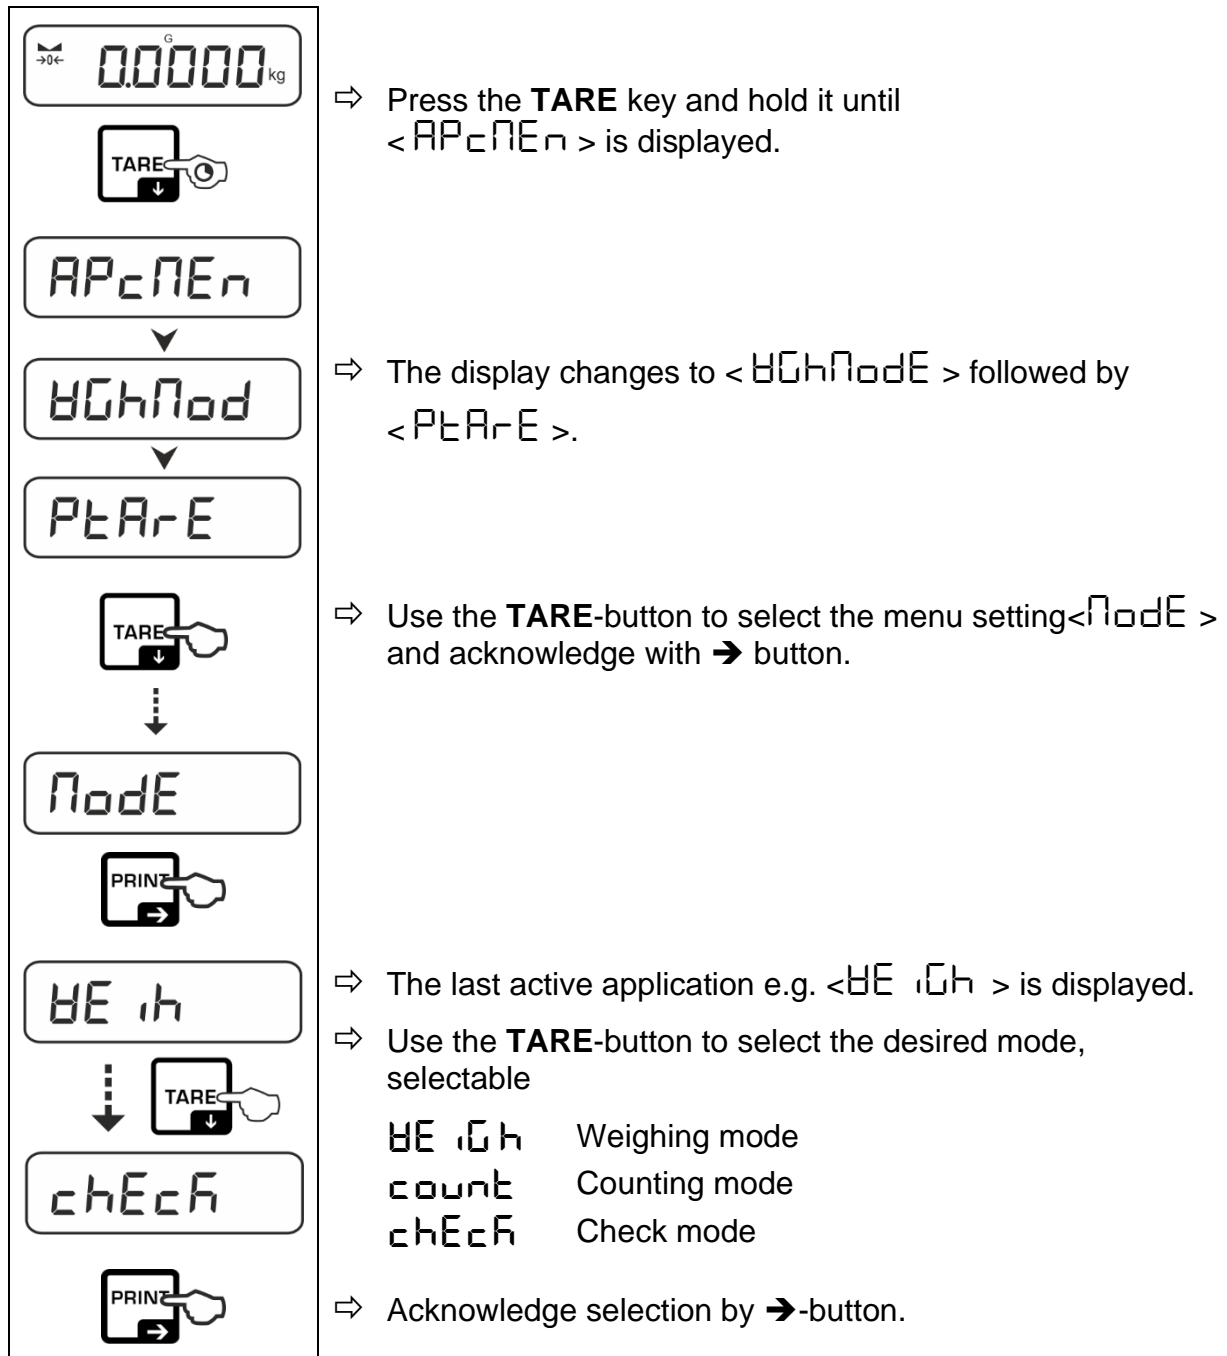 →0← G 0.0000 kg
⇨ Press the TARE key and hold it until
< APcMEn > is displayed.
TARE
↓
APcMEn
WGhMod
⇨ The display changes to < WGhModE > followed by
< PtArE >.
PtArE
TARE
↓
⇨ Use the TARE-button to select the menu setting<ModE >
and acknowledge with ➔ button.
ModE
PRINT
→
WE ih
⇨ The last active application e.g. <WE iGh > is displayed.
⇨ Use the TARE-button to select the desired mode,
selectable
TARE
↓
WE iGh Weighing mode
count Counting mode
chEck Check mode
chEck
PRINT
→
⇨ Acknowledge selection by ➔-button.